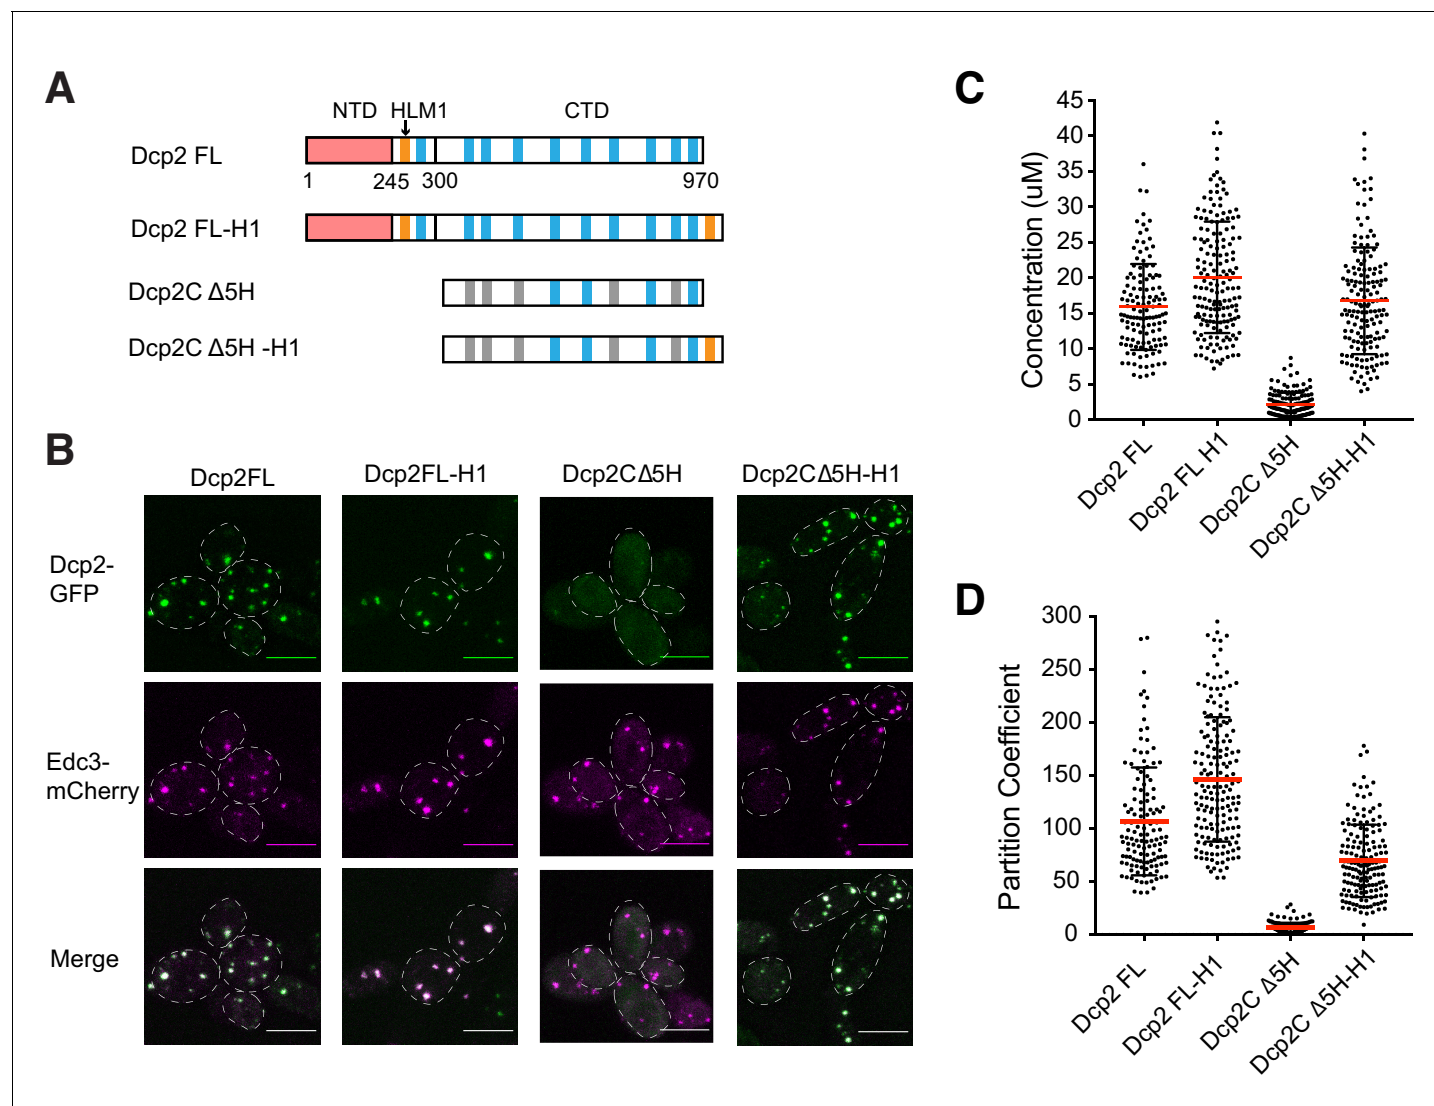 A
NTD HLM1 CTD
Dcp2 FL
1 245 300 970
Dcp2 FL-H1
Dcp2C Δ5H
Dcp2C Δ5H -H1
B
Dcp2FL Dcp2FL-H1 Dcp2CΔ5H Dcp2CΔ5H-H1
Dcp2-
GFP
Edc3-
mCherry
Merge
C
Concentration (uM)
45
40
35
30
25
20
15
10
5
0
Dcp2 FL
Dcp2 FL H1
Dcp2C Δ5H
Dcp2C Δ5H-H1
D
Partition Coefficient
300
250
200
150
100
50
0
Dcp2 FL
Dcp2 FL-H1
Dcp2C Δ5H
Dcp2C Δ5H-H1